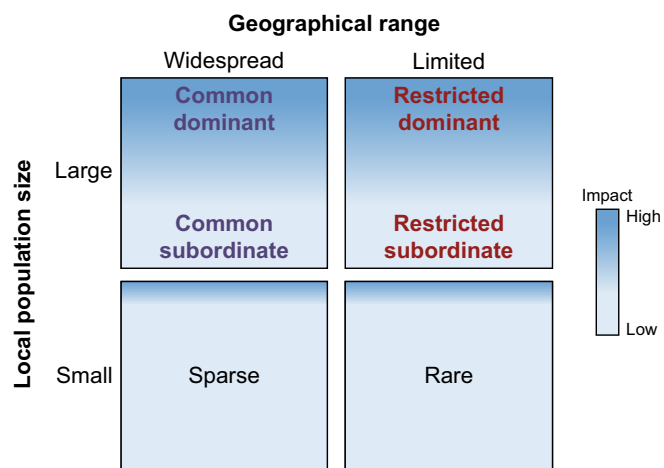 Geographical range
Widespread
Limited
Common
dominant
Restricted
dominant
Local population size
Large
Common
subordinate
Restricted
subordinate
Small
Sparse
Rare
Impact
High
Low